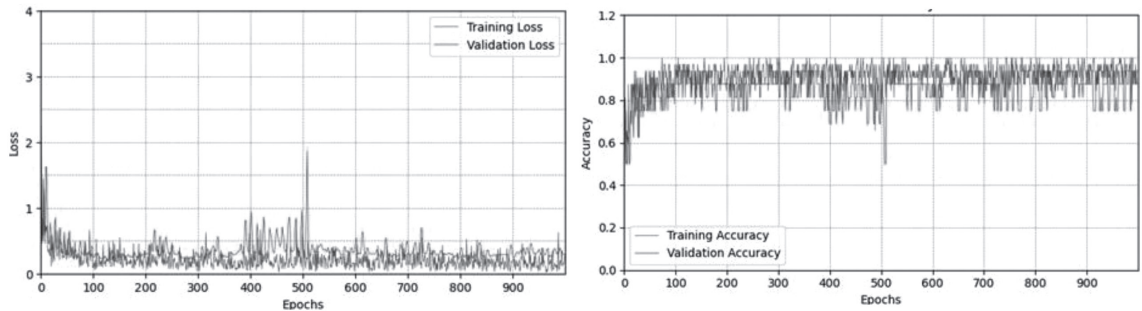 4
3
2
1
0
Loss
Training Loss
Validation Loss
0 100 200 300 400 500 600 700 800 900
Epochs
1.2
1.0
0.8
0.6
0.4
0.2
0.0
Accuracy
Training Accuracy
Validation Accuracy
0 100 200 300 400 500 600 700 800 900
Epochs